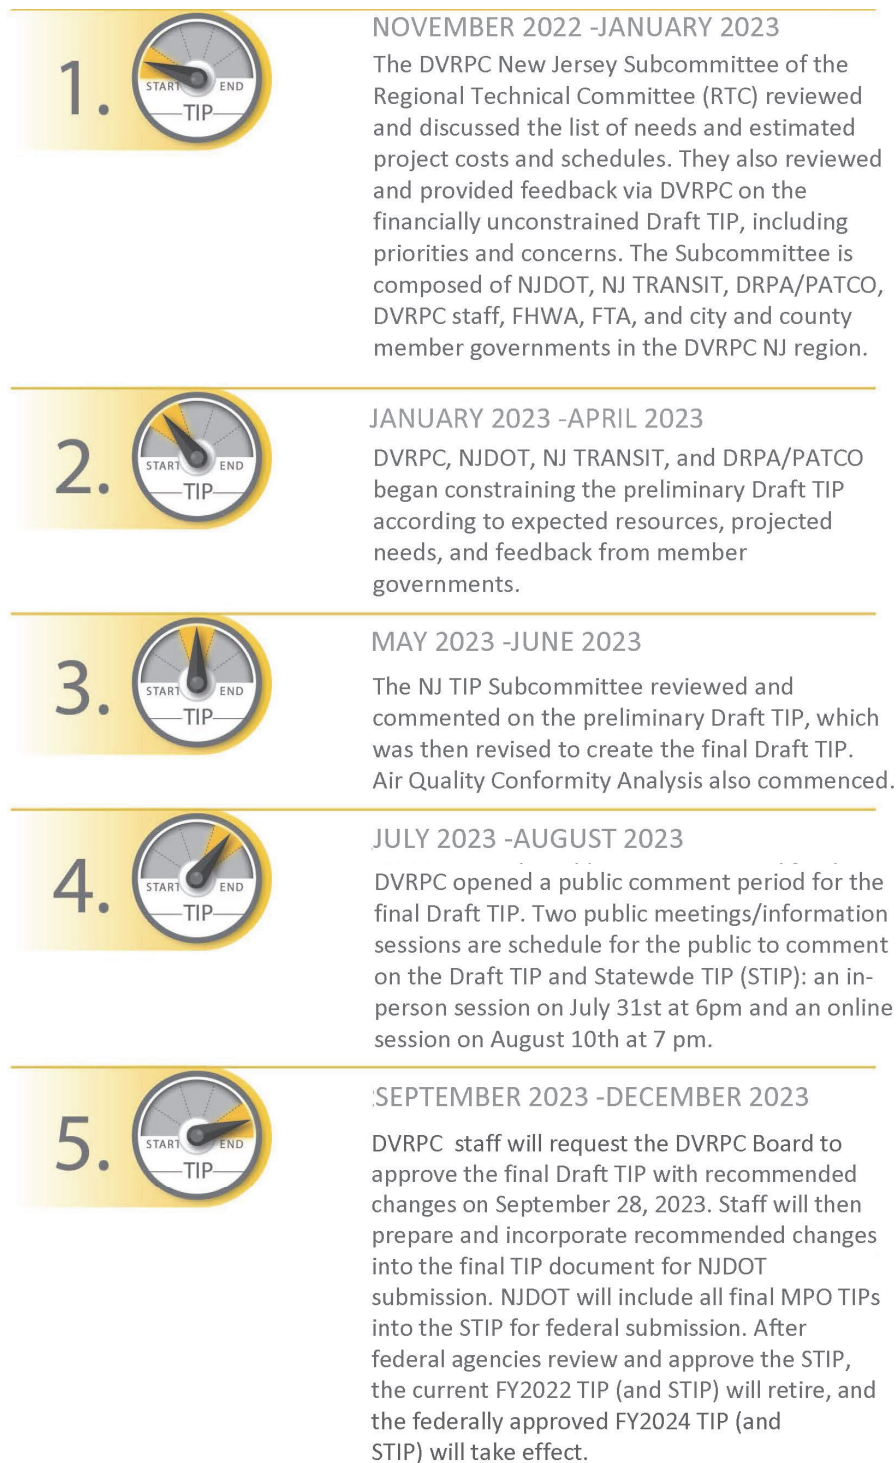 1.
START END
TIP
NOVEMBER 2022 -JANUARY 2023
The DVRPC New Jersey Subcommittee of the
Regional Technical Committee (RTC) reviewed
and discussed the list of needs and estimated
project costs and schedules. They also reviewed
and provided feedback via DVRPC on the
financially unconstrained Draft TIP, including
priorities and concerns. The Subcommittee is
composed of NJDOT, NJ TRANSIT, DRPA/PATCO,
DVRPC staff, FHWA, FTA, and city and county
member governments in the DVRPC NJ region.
2.
START END
TIP
JANUARY 2023 -APRIL 2023
DVRPC, NJDOT, NJ TRANSIT, and DRPA/PATCO
began constraining the preliminary Draft TIP
according to expected resources, projected
needs, and feedback from member
governments.
3.
START END
TIP
MAY 2023 -JUNE 2023
The NJ TIP Subcommittee reviewed and
commented on the preliminary Draft TIP, which
was then revised to create the final Draft TIP.
Air Quality Conformity Analysis also commenced.
4.
START END
TIP
JULY 2023 -AUGUST 2023
DVRPC opened a public comment period for the
final Draft TIP. Two public meetings/information
sessions are schedule for the public to comment
on the Draft TIP and Statewde TIP (STIP): an in-
person session on July 31st at 6pm and an online
session on August 10th at 7 pm.
5.
START END
TIP
SEPTEMBER 2023 -DECEMBER 2023
DVRPC staff will request the DVRPC Board to
approve the final Draft TIP with recommended
changes on September 28, 2023. Staff will then
prepare and incorporate recommended changes
into the final TIP document for NJDOT
submission. NJDOT will include all final MPO TIPs
into the STIP for federal submission. After
federal agencies review and approve the STIP,
the current FY2022 TIP (and STIP) will retire, and
the federally approved FY2024 TIP (and
STIP) will take effect.